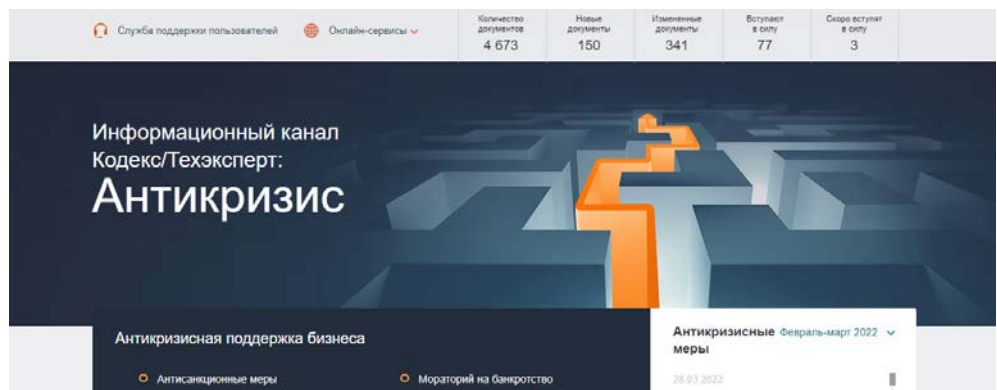 Служба поддержки пользователей
Онлайн-сервисы
Количество
документов
4 673
Новые
документы
150
Измененные
документы
341
Вступают
в силу
77
Скоро вступят
в силу
3
Информационный канал
Кодекс/Техэксперт:
Антикризис
Антикризисная поддержка бизнеса
Антисанкционные меры
Мораторий на банкротство
Антикризисные Февраль-март 2022
меры
28.03.2022